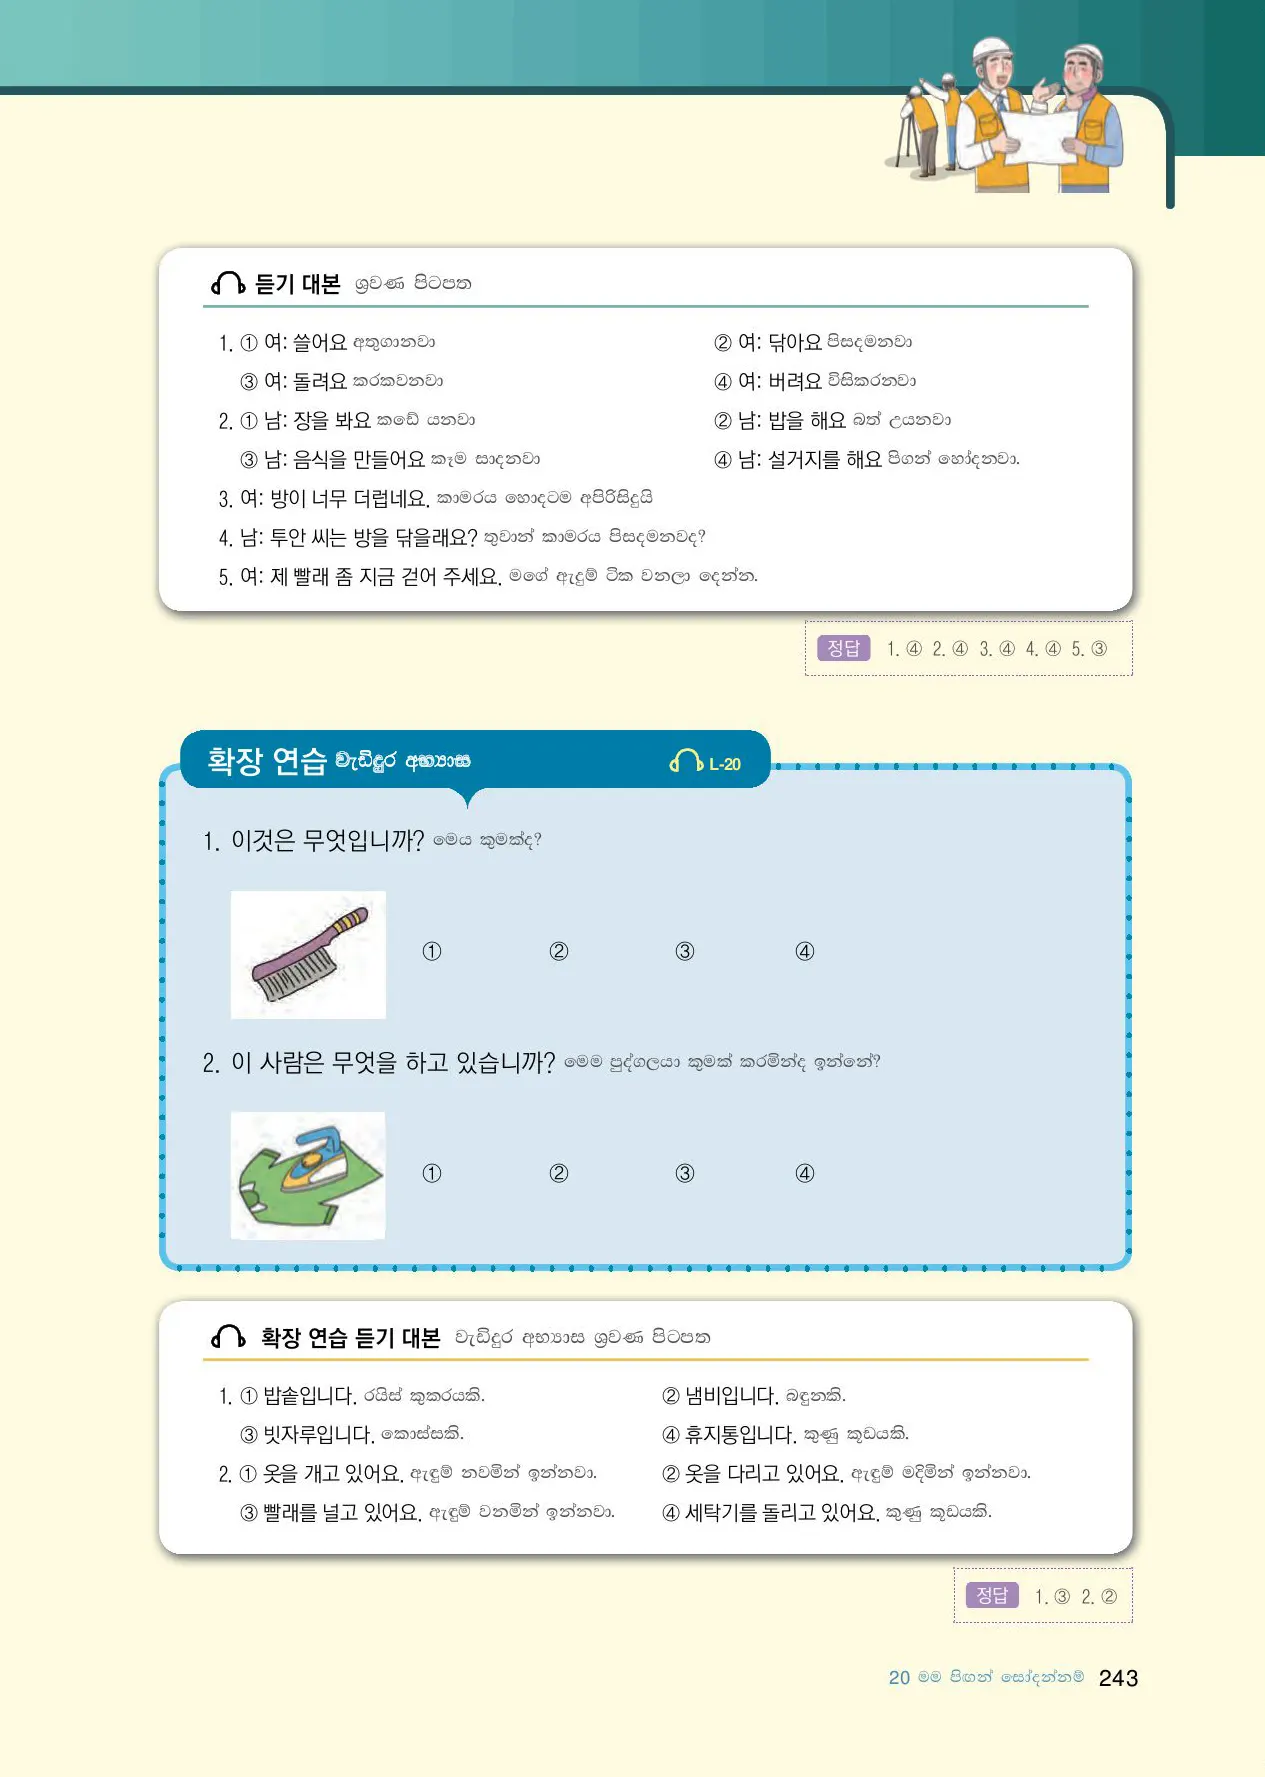 듣기 대본 ශ්‍රවණ පිටපත
1. ① 여: 쓸어요 අතුගානවා ② 여: 닦아요 පිසදමනවා
③ 여: 돌려요 කරකවනවා ④ 여: 버려요 විසිකරනවා
2. ① 남: 장을 봐요 කඩේ යනවා ② 남: 밥을 해요 බත් උයනවා
③ 남: 음식을 만들어요 කෑම සාදනවා ④ 남: 설거지를 해요 පිගන් හෝදනවා.
3. 여: 방이 너무 더럽네요. කාමරය හොදටම අපිරිසිදුයි
4. 남: 투안 씨는 방을 닦을래요? තුවාන් කාමරය පිසදමනවද?
5. 여: 제 빨래 좀 지금 걷어 주세요. මගේ ඇදුම් ටික වනලා දෙන්න.
정답 1. ④ 2. ④ 3. ④ 4. ④ 5. ③
확장 연습 වැඩිදුර අභ්‍යාස L-20
1. 이것은 무엇입니까? මෙය කුමක්ද?
① ② ③ ④
2. 이 사람은 무엇을 하고 있습니까? මෙම පුද්ගලයා කුමක් කරමින්ද ඉන්නේ?
① ② ③ ④
확장 연습 듣기 대본 වැඩිදුර අභ්‍යාස ශ්‍රවණ පිටපත
1. ① 밥솥입니다. රයිස් කුකරයකි. ② 냄비입니다. බඳුනකි.
③ 빗자루입니다. කොස්සකි. ④ 휴지통입니다. කුණු කූඩයකි.
2. ① 옷을 개고 있어요. ඇඳුම් නවමින් ඉන්නවා. ② 옷을 다리고 있어요. ඇඳුම් මදිමින් ඉන්නවා.
③ 빨래를 널고 있어요. ඇඳුම් වනමින් ඉන්නවා. ④ 세탁기를 돌리고 있어요. කුණු කූඩයකි.
정답 1. ③ 2. ②
20 මම පිඟන් සෝදන්නම් 243